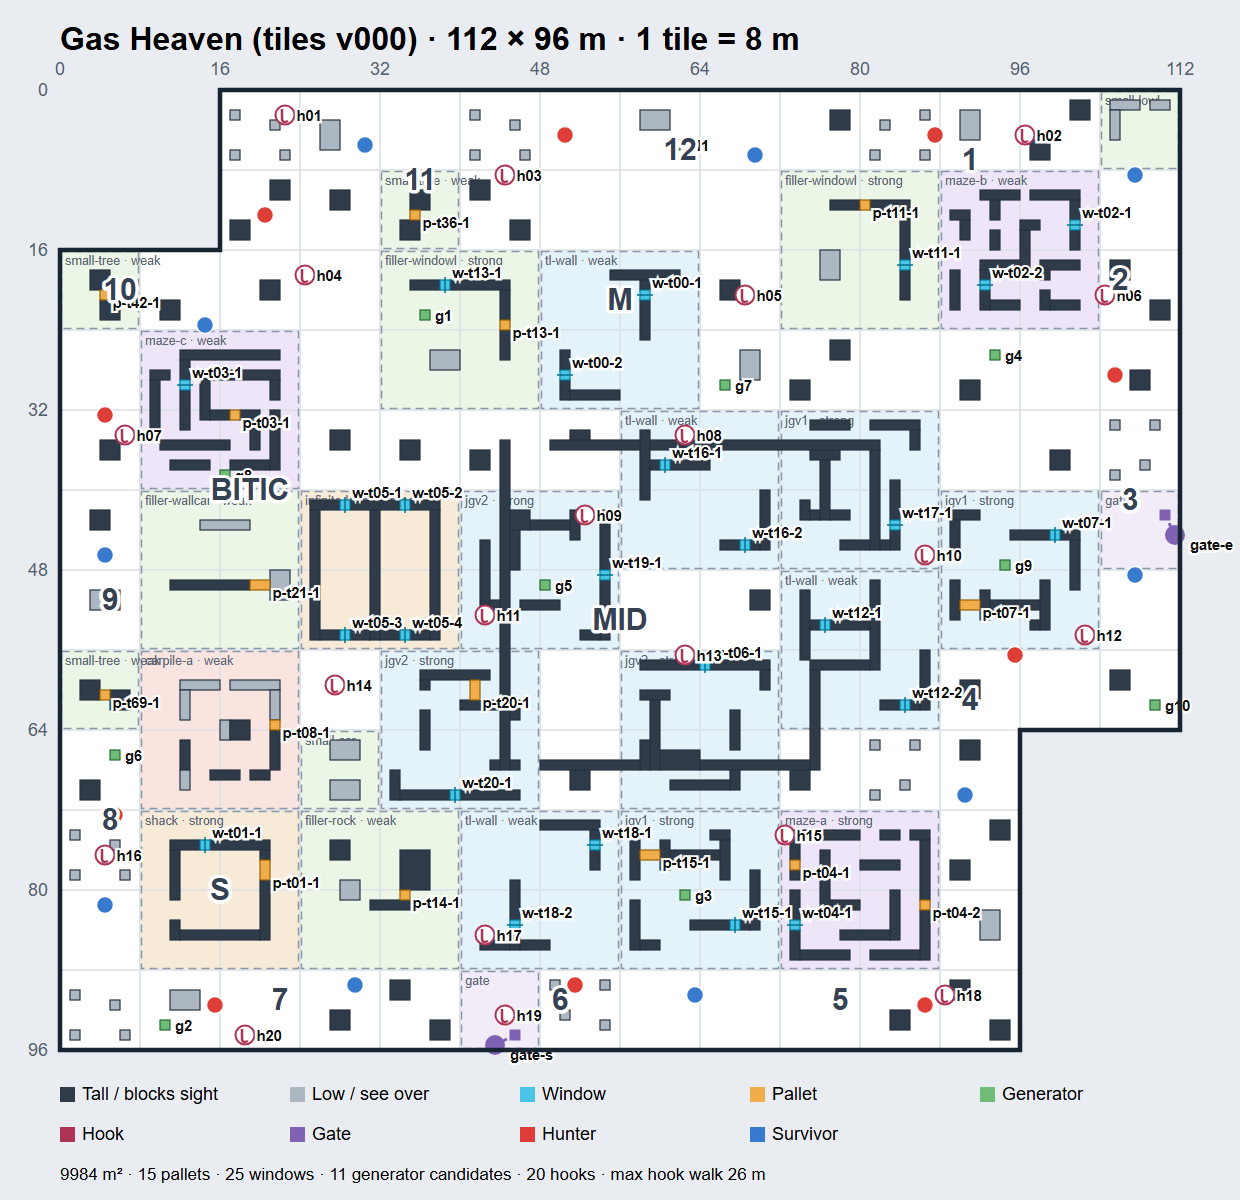 Gas Heaven (tiles v000) · 112 × 96 m · 1 tile = 8 m
0 16 32 48 64 80 96 112
0
h01
12
h02
1
11
h03
filler-windowl · strong
maze-b · weak
p-t36-1
p-t11-1
w-t02-1
16
small-tree · weak
filler-windowl · strong
tl-wall · weak
w-t11-1
10
h04
w-t13-1
w-t00-1
w-t02-2
2
p-t42-1
M
h05
h06
g1
p-t13-1
maze-c · weak
g4
w-t03-1
w-t00-2
g7
32
p-t03-1
tl-wall · weak
jgv1 · strong
h07
h08
w-t16-1
g8
BITIC
w-t05-1
w-t05-2
jgv2 · strong
jgv1 · strong
3
h09
w-t17-1
w-t07-1
w-t16-2
gate-e
h10
48
w-t19-1
g9
tl-wall · weak
p-t21-1
g5
9
h11
MID
w-t12-1
p-t07-1
w-t05-3
w-t05-4
h12
small-tree · weak
carpile-a · weak
jgv2 · strong
h13
t06-1
h14
p-t69-1
p-t20-1
w-t12-2
4
g10
64
p-t08-1
g6
w-t20-1
8
shack · strong
filler-rock · weak
tl-wall · weak
jgv1 · strong
maze-a · strong
w-t01-1
w-t18-1
h15
h16
p-t15-1
p-t04-1
80
S
p-t01-1
g3
p-t14-1
w-t18-2
w-t15-1
w-t04-1
p-t04-2
h17
gate
7
6
5
h18
g2
h19
h20
96
gate-s
Tall / blocks sight
Low / see over
Window
Pallet
Generator
Hook
Gate
Hunter
Survivor
9984 m² · 15 pallets · 25 windows · 11 generator candidates · 20 hooks · max hook walk 26 m